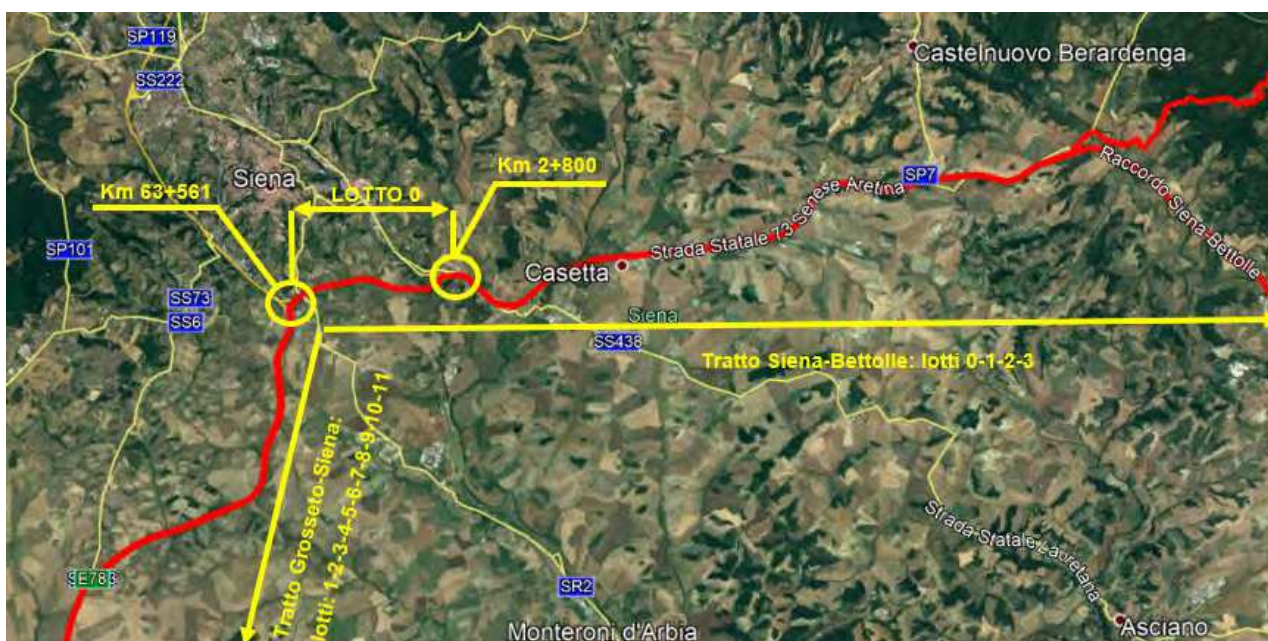 SP119
SS222
Castelnuovo Berardenga
Km 63+561
Siena
LOTTO 0
Km 2+800
SP7
Raccordo Siena-Bettolle
Strada Statale 73 Senese Aretina
SP101
Casetta
SS73
SS6
Siena
SS438
Tratto Siena-Bettolle: lotti 0-1-2-3
Tratto Grosseto-Siena:
lotti: 1-2-3-4-5-6-7-8-9-10-11
Strada Statale Lauretana
E78
SR2
Monteroni d'Arbia
Asciano